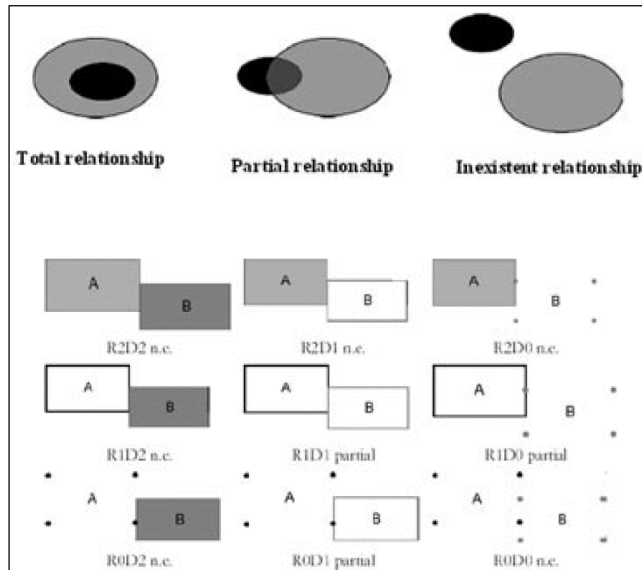 Total relationship
Partial relationship
Inexistent relationship
A
B
R2D2 n.c.
A
B
R2D1 n.c.
A
B
R2D0 n.c.
A
B
R1D2 n.c.
A
B
R1D1 partial
A
B
R1D0 partial
A
B
R0D2 n.c.
A
B
R0D1 partial
A
B
R0D0 n.c.